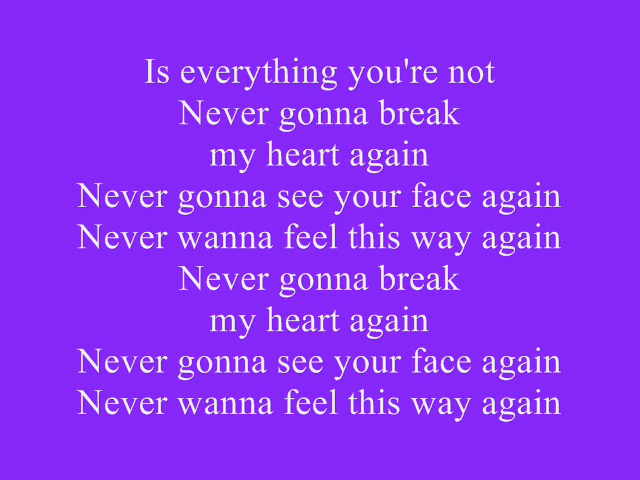 Is everything you're not
Never gonna break
my heart again
Never gonna see your face again
Never wanna feel this way again
Never gonna break
my heart again
Never gonna see your face again
Never wanna feel this way again